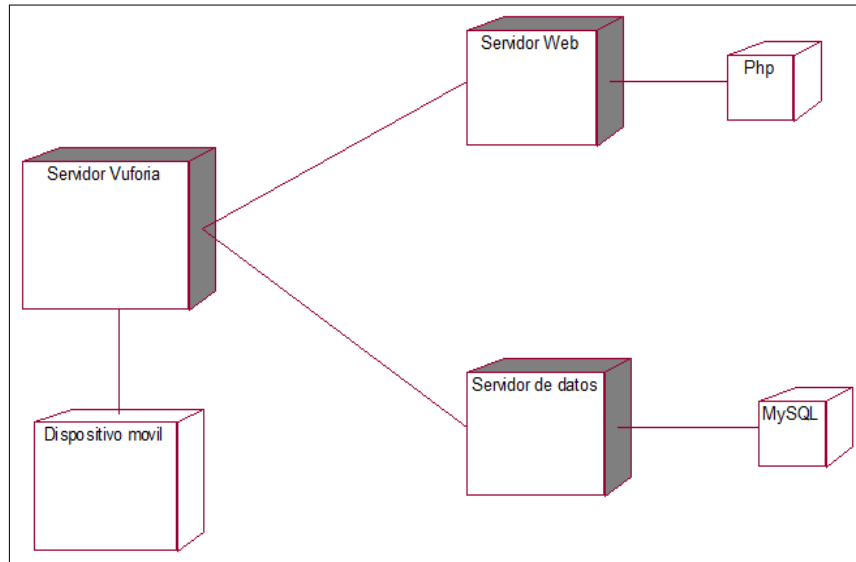 Servidor Web
Php
Servidor Vuforia
Servidor de datos
MySQL
Dispositivo movil